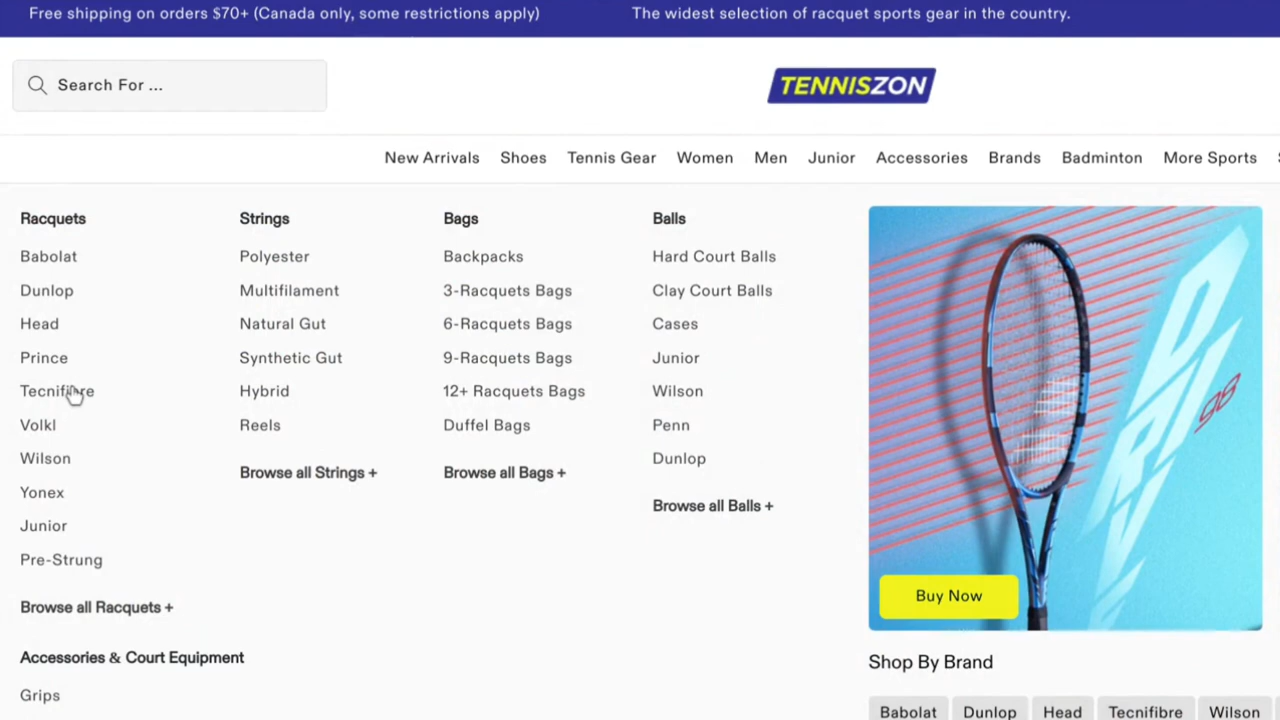 Free shipping on orders $70+ (Canada only, some restrictions apply)
The widest selection of racquet sports gear in the country.
Search For ...
TENNISZON
New Arrivals Shoes Tennis Gear Women Men Junior Accessories Brands Badminton More Sports
Racquets
Babolat
Dunlop
Head
Prince
Tecnifibre
Volkl
Wilson
Yonex
Junior
Pre-Strung
Browse all Racquets +
Accessories & Court Equipment
Grips
Strings
Polyester
Multifilament
Natural Gut
Synthetic Gut
Hybrid
Reels
Browse all Strings +
Bags
Backpacks
3-Racquets Bags
6-Racquets Bags
9-Racquets Bags
12+ Racquets Bags
Duffel Bags
Browse all Bags +
Balls
Hard Court Balls
Clay Court Balls
Cases
Junior
Wilson
Penn
Dunlop
Browse all Balls +
98
Buy Now
Shop By Brand
Babolat Dunlop Head Tecnifibre Wilson